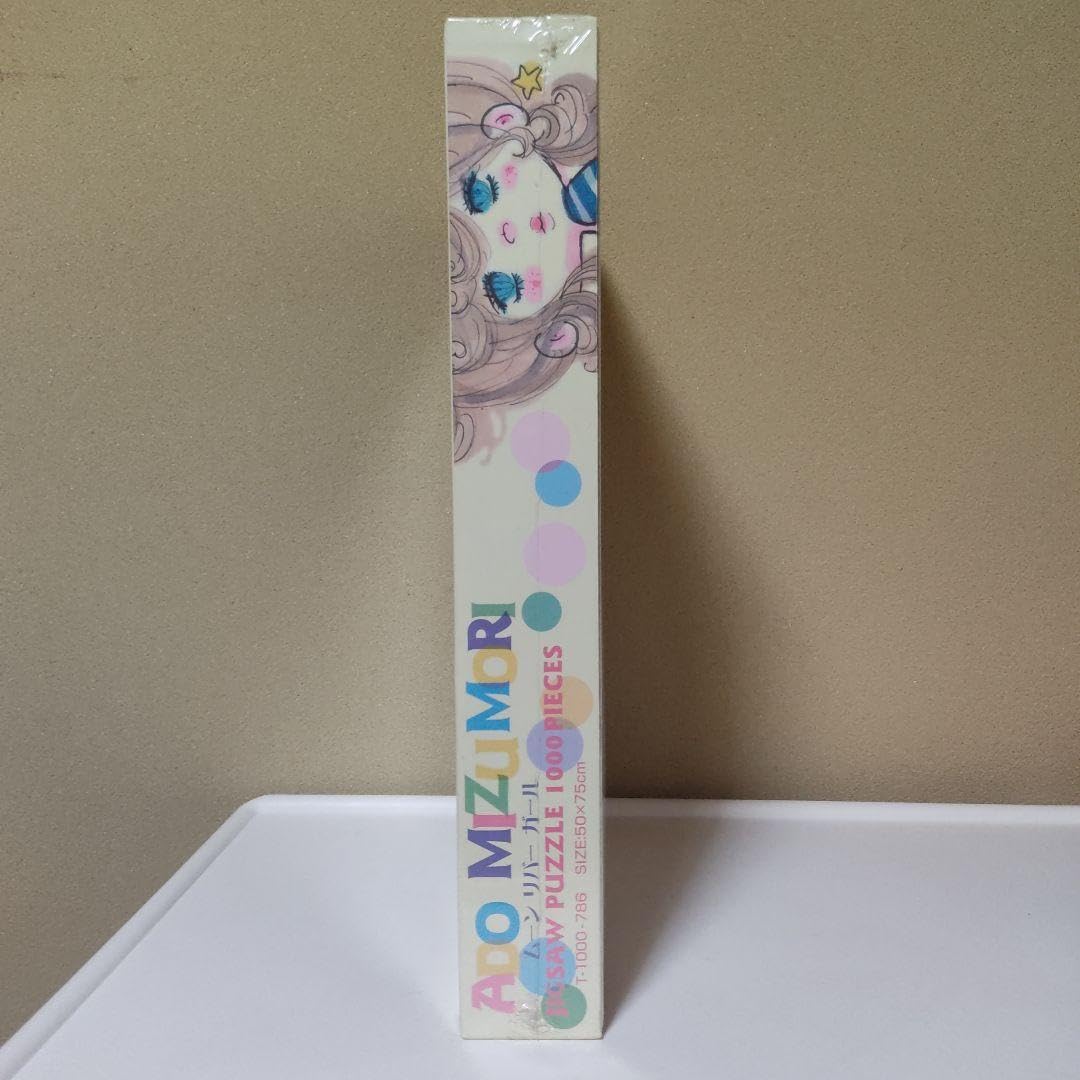 ADO MIZUMORI
ムーン リバー ガール
JIGSAW PUZZLE 1000 PIECES
T-1000-786 SIZE:50×75cm